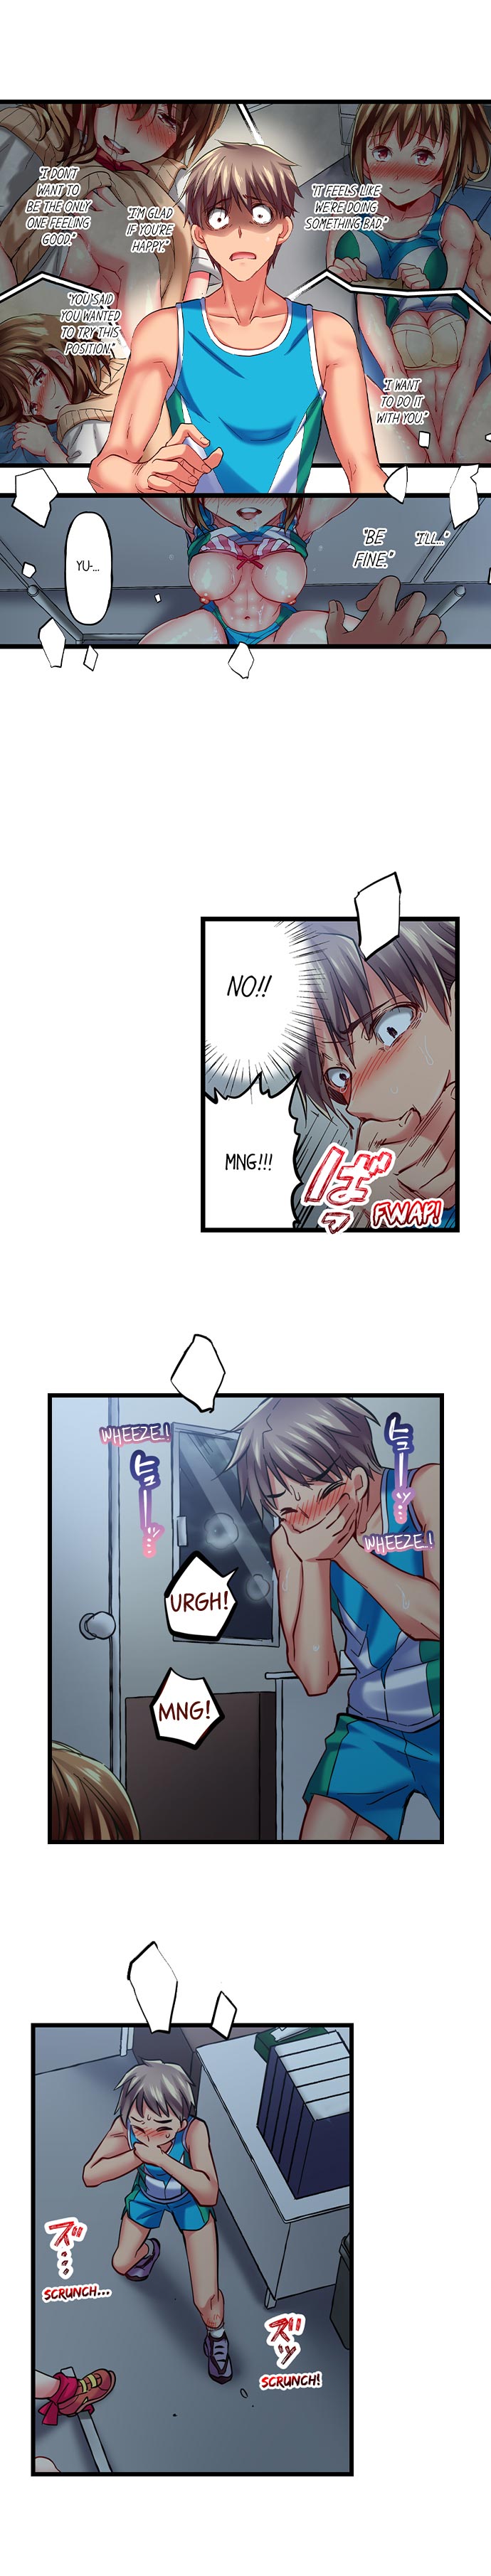 "I DON'T
WANT TO
BE THE ONLY
ONE FEELING
GOOD."
"I'M GLAD
IF YOU'RE
HAPPY."
"IT FEELS LIKE
WE'RE DOING
SOMETHING BAD."
"YOU SAID
YOU WANTED
TO TRY THIS
POSITION."
"I WANT
TO DO IT
WITH YOU."
YU-...
"BE
FINE."
"I'LL..."
NO!!
MNG!!!
ばっ
FWAP!
WHEEZE!
ヒューッ…
ヒューッ…
WHEEZE!
URGH!
MNG!
ズ…
SCRUNCH...
ズッ
SCRUNCH!